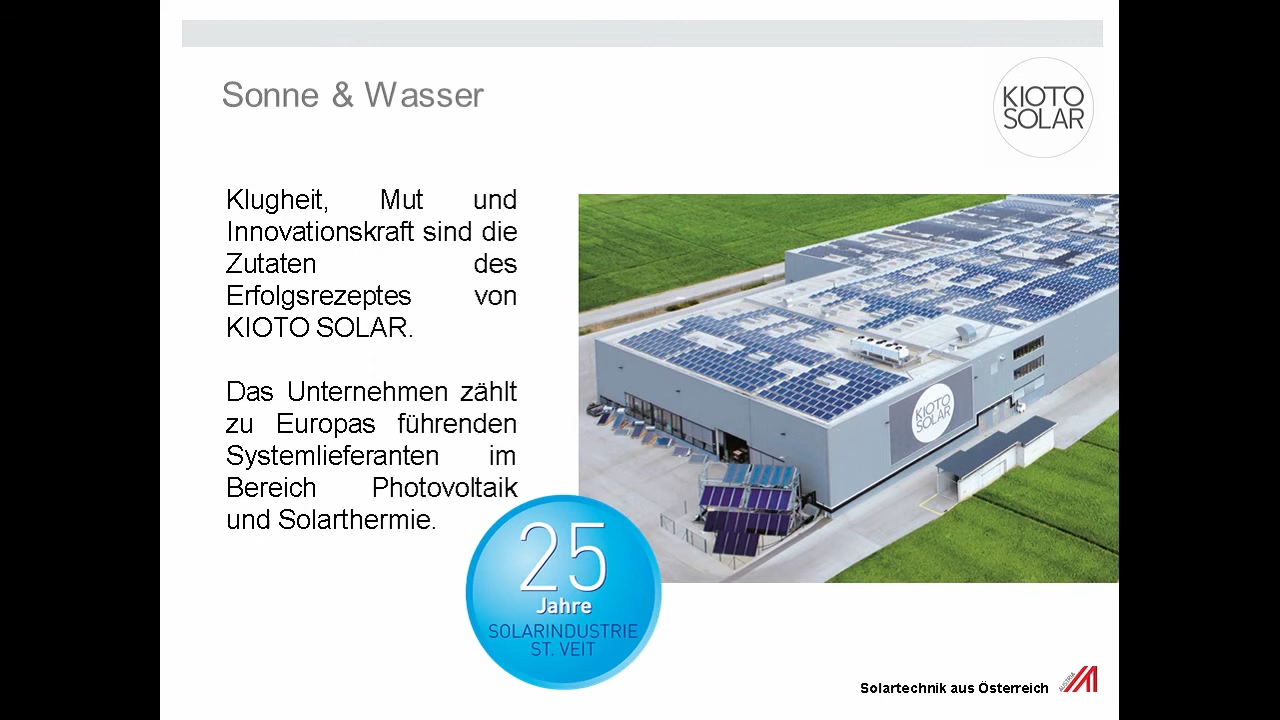 Sonne & Wasser
KIOTO
SOLAR
Klugheit, Mut und
Innovationskraft sind die
Zutaten des
Erfolgsrezeptes von
KIOTO SOLAR.
Das Unternehmen zählt
zu Europas führenden
Systemlieferanten im
Bereich Photovoltaik
und Solarthermie.
KIOTO
SOLAR
25
Jahre
SOLARINDUSTRIE
ST. VEIT
Solartechnik aus Österreich
AUSTRIA